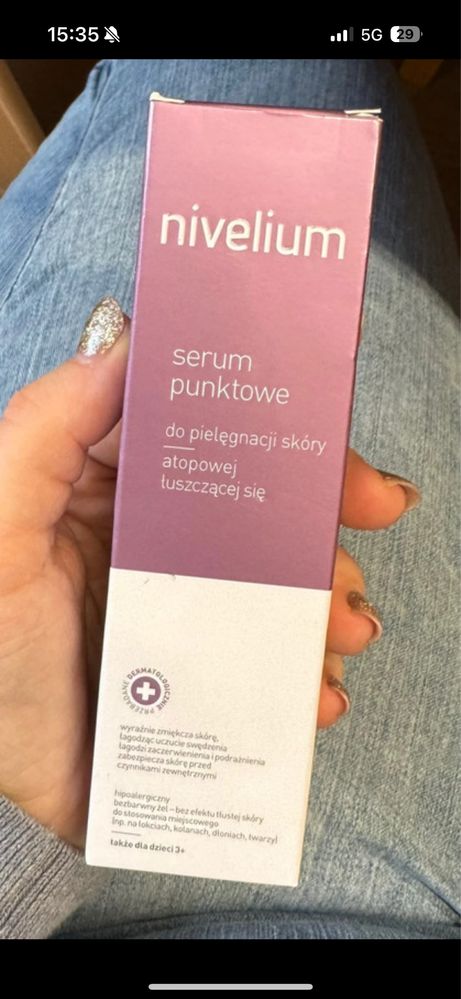 15:35
5G
29
nivelium
serum
punktowe
do pielęgnacji skóry
atopowej
łuszczącej się
PRZEBADANE DERMATOLOGICZNIE
wyraźnie zmiękcza skórę,
łagodząc uczucie swędzenia
łagodzi zaczerwienienia i podrażnienia
zabezpiecza skórę przed
czynnikami zewnętrznymi
hipoalergiczny
bezbarwny żel – bez efektu tłustej skóry
do stosowania miejscowego
(np. na łokciach, kolanach, dłoniach, twarzy)
także dla dzieci 3+